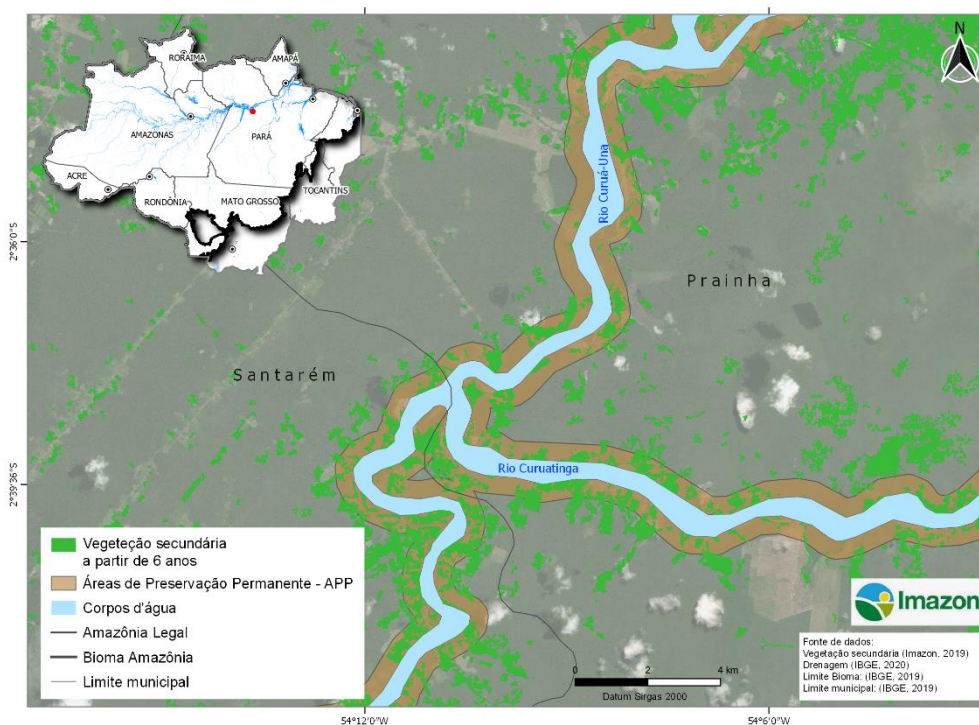 RORAIMA
AMAPÁ
AMAZONAS
PARÁ
ACRE
RONDÔNIA
MATO GROSSO
TOCANTINS
N
Rio Curuá-Una
2°36'0"S
Prainha
Santarém
Rio Curuatinga
2°39'36"S
Vegeteção secundária
a partir de 6 anos
Áreas de Preservação Permanente - APP
Corpos d'água
Amazônia Legal
Bioma Amazônia
Limite municipal
0 2 4 km
Datum Sirgas 2000
Imazon
Fonte de dados:
Vegetação secundária (Imazon, 2019)
Drenagem (IBGE, 2020)
Limite Bioma: (IBGE, 2019)
Limite municipal: (IBGE, 2019)
54°12'0"W
54°6'0"W